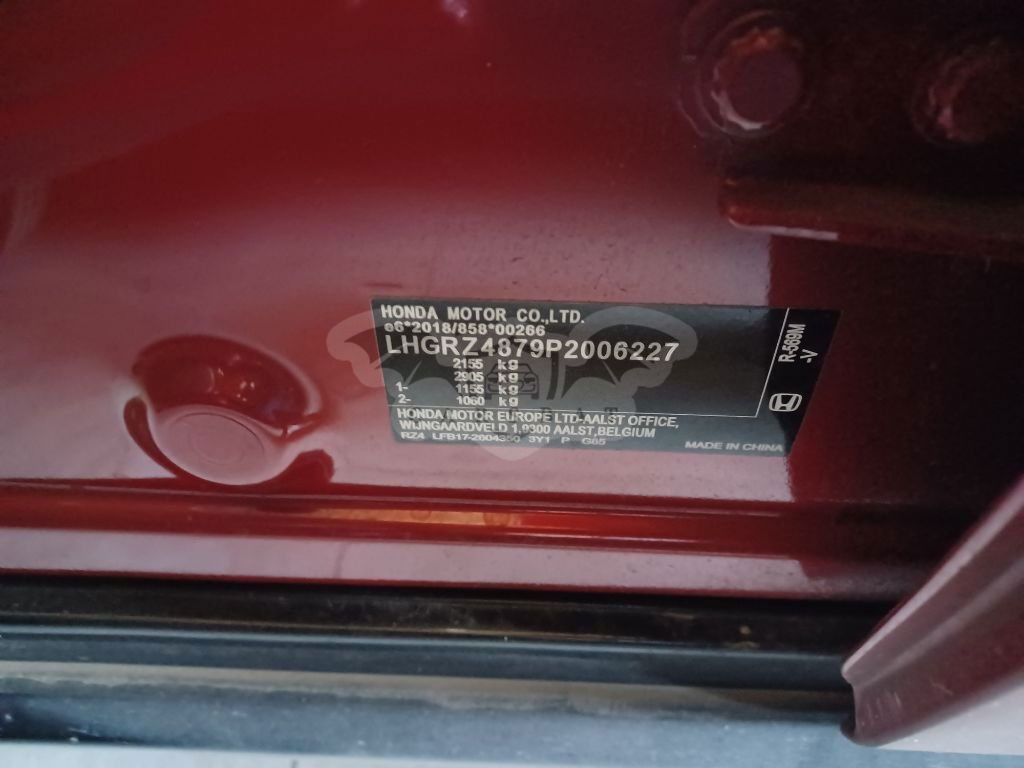 HONDA MOTOR CO.,LTD.
e6*2018/858*00266
LHGRZ4879P2006227
2155 kg
2905 kg
1- 1155 kg
2- 1060 kg
HONDA MOTOR EUROPE LTD-AALST OFFICE,
WIJNGAARDVELD 1,9300 AALST,BELGIUM
RZ4 LFB17-2604350 3Y1 P G65
MADE IN CHINA
R-569M
-V